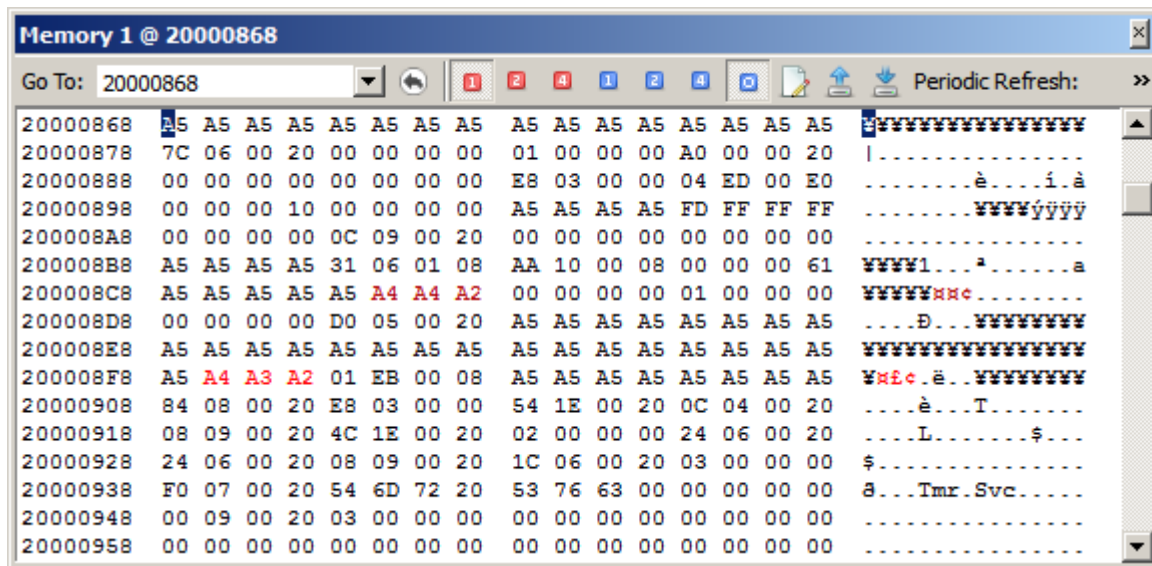 Memory 1 @ 20000868
Go To: 20000868 1 2 4 1 2 4 Periodic Refresh: »
20000868 A5 A5 A5 A5 A5 A5 A5 A5 A5 A5 A5 A5 A5 A5 A5 A5 ¥¥¥¥¥¥¥¥¥¥¥¥¥¥¥¥
20000878 7C 06 00 20 00 00 00 00 01 00 00 00 A0 00 00 20 |...............
20000888 00 00 00 00 00 00 00 00 E8 03 00 00 04 ED 00 E0 ........è....í.à
20000898 00 00 00 10 00 00 00 00 A5 A5 A5 A5 FD FF FF FF ........¥¥¥¥ýÿÿÿ
200008A8 00 00 00 00 0C 09 00 20 00 00 00 00 00 00 00 00 ................
200008B8 A5 A5 A5 A5 31 06 01 08 AA 10 00 08 00 00 00 61 ¥¥¥¥1...ª......a
200008C8 A5 A5 A5 A5 A5 A4 A4 A2 00 00 00 00 01 00 00 00 ¥¥¥¥¥¤¤¢........
200008D8 00 00 00 00 D0 05 00 20 A5 A5 A5 A5 A5 A5 A5 A5 ....Ð...¥¥¥¥¥¥¥¥
200008E8 A5 A5 A5 A5 A5 A5 A5 A5 A5 A5 A5 A5 A5 A5 A5 A5 ¥¥¥¥¥¥¥¥¥¥¥¥¥¥¥¥
200008F8 A5 A4 A3 A2 01 EB 00 08 A5 A5 A5 A5 A5 A5 A5 A5 ¥¤£¢.ë..¥¥¥¥¥¥¥¥
20000908 84 08 00 20 E8 03 00 00 54 1E 00 20 0C 04 00 20 ....è...T.......
20000918 08 09 00 20 4C 1E 00 20 02 00 00 00 24 06 00 20 ....L.......$...
20000928 24 06 00 20 08 09 00 20 1C 06 00 20 03 00 00 00 $...............
20000938 F0 07 00 20 54 6D 72 20 53 76 63 00 00 00 00 00 ð...Tmr.Svc.....
20000948 00 09 00 20 03 00 00 00 00 00 00 00 00 00 00 00 ................
20000958 00 00 00 00 00 00 00 00 00 00 00 00 00 00 00 00 ................